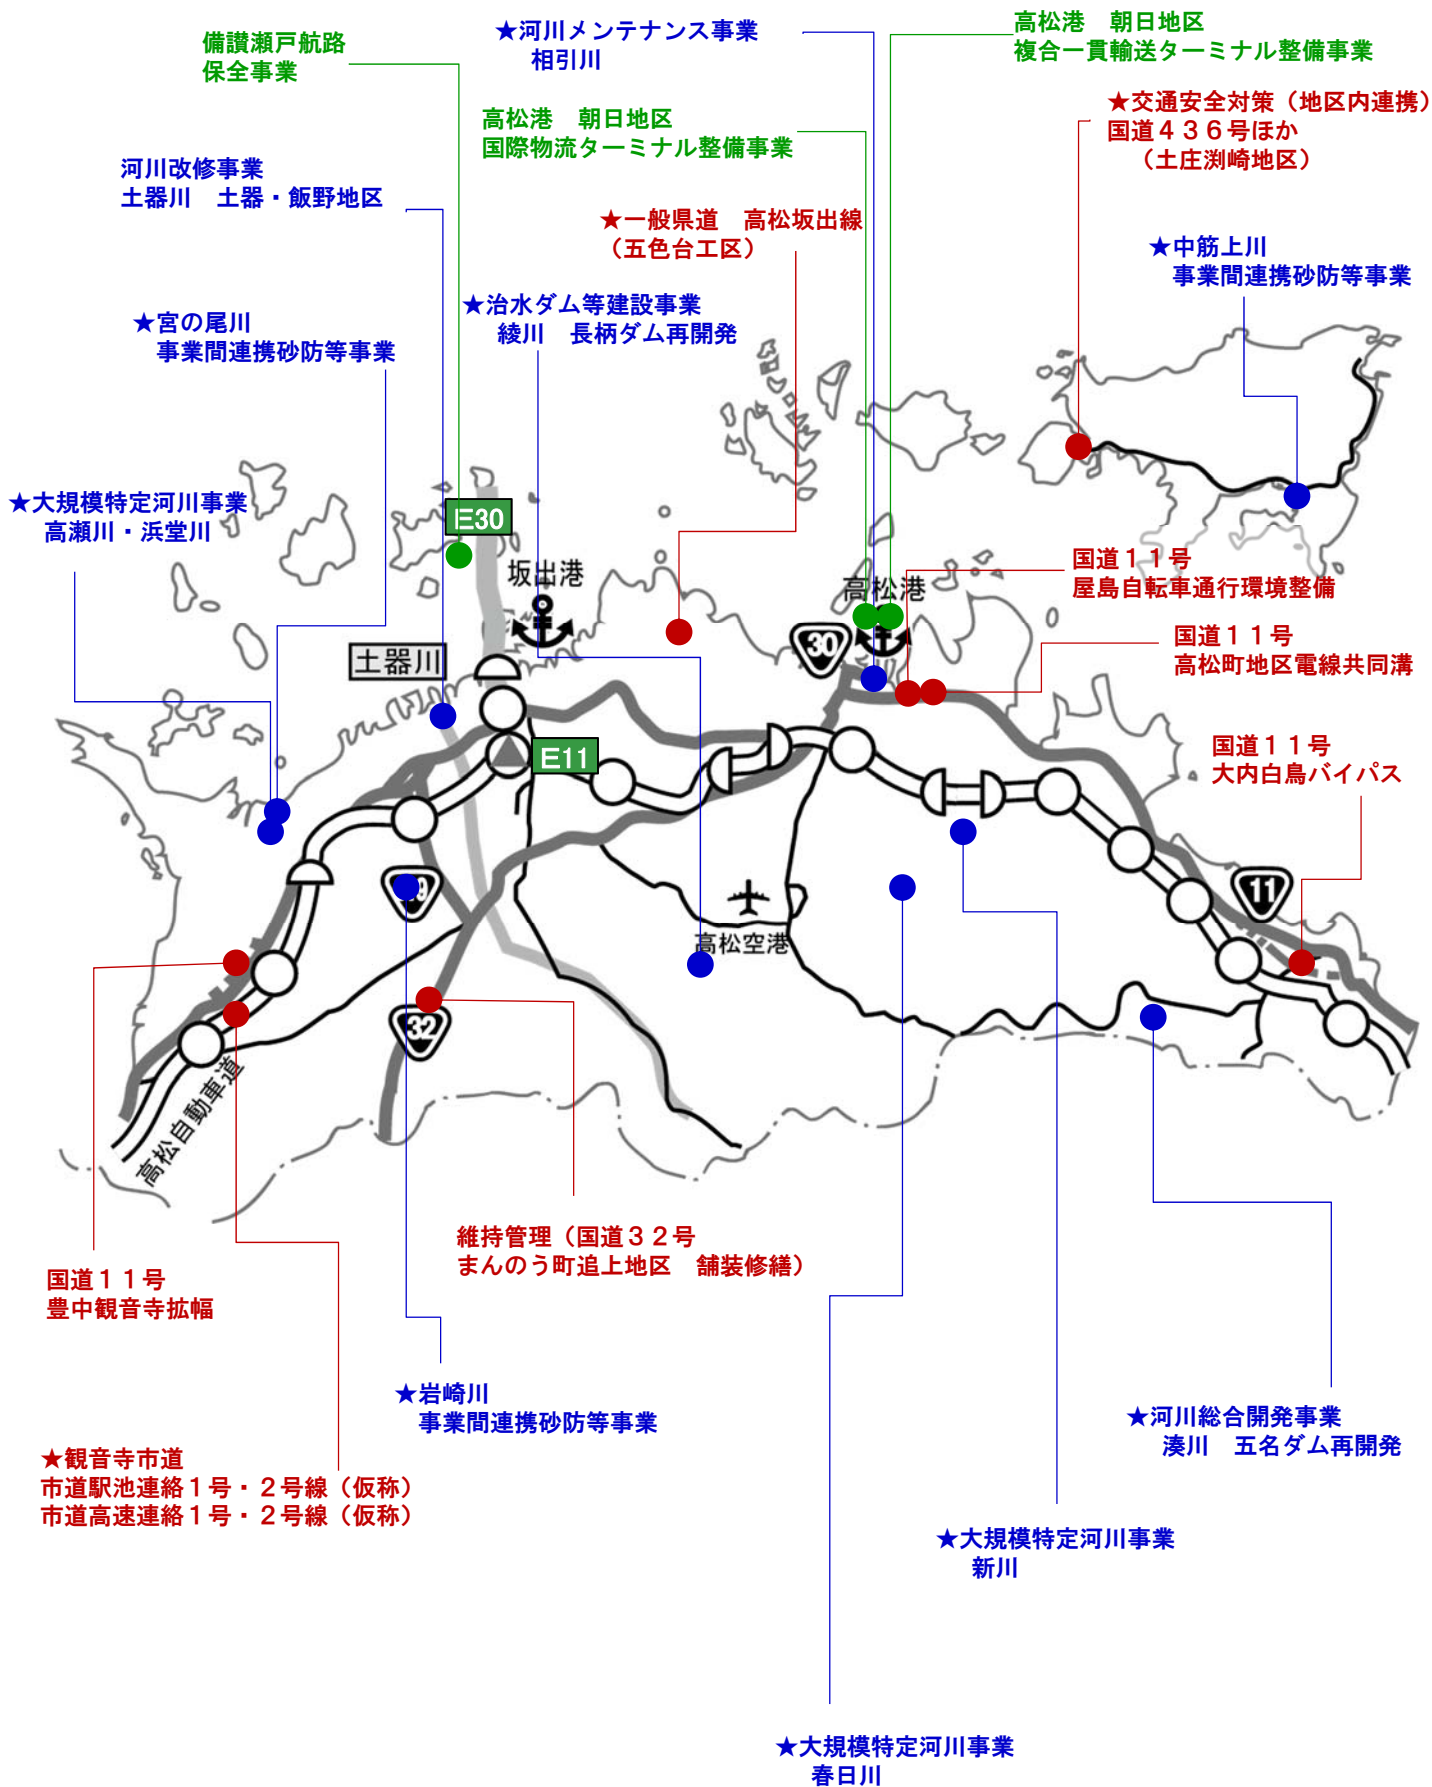 備讃瀬戸航路
保全事業
★河川メンテナンス事業
相引川
高松港　朝日地区
複合一貫輸送ターミナル整備事業
★交通安全対策（地区内連携）
国道４３６号ほか
（土庄渕崎地区）
高松港　朝日地区
国際物流ターミナル整備事業
河川改修事業
土器川　土器・飯野地区
★一般県道　高松坂出線
（五色台工区）
★中筋上川
事業間連携砂防等事業
★治水ダム等建設事業
綾川　長柄ダム再開発
★宮の尾川
事業間連携砂防等事業
★大規模特定河川事業
高瀬川・浜堂川
E30
坂出港
高松港
国道１１号
屋島自転車通行環境整備
30
土器川
国道１１号
高松町地区電線共同溝
E11
国道１１号
大内白鳥バイパス
11
高松空港
32
高松自動車道
維持管理（国道３２号
まんのう町追上地区　舗装修繕）
国道１１号
豊中観音寺拡幅
★岩崎川
事業間連携砂防等事業
★河川総合開発事業
湊川　五名ダム再開発
★観音寺市道
市道駅池連絡１号・２号線（仮称）
市道高速連絡１号・２号線（仮称）
★大規模特定河川事業
新川
★大規模特定河川事業
春日川